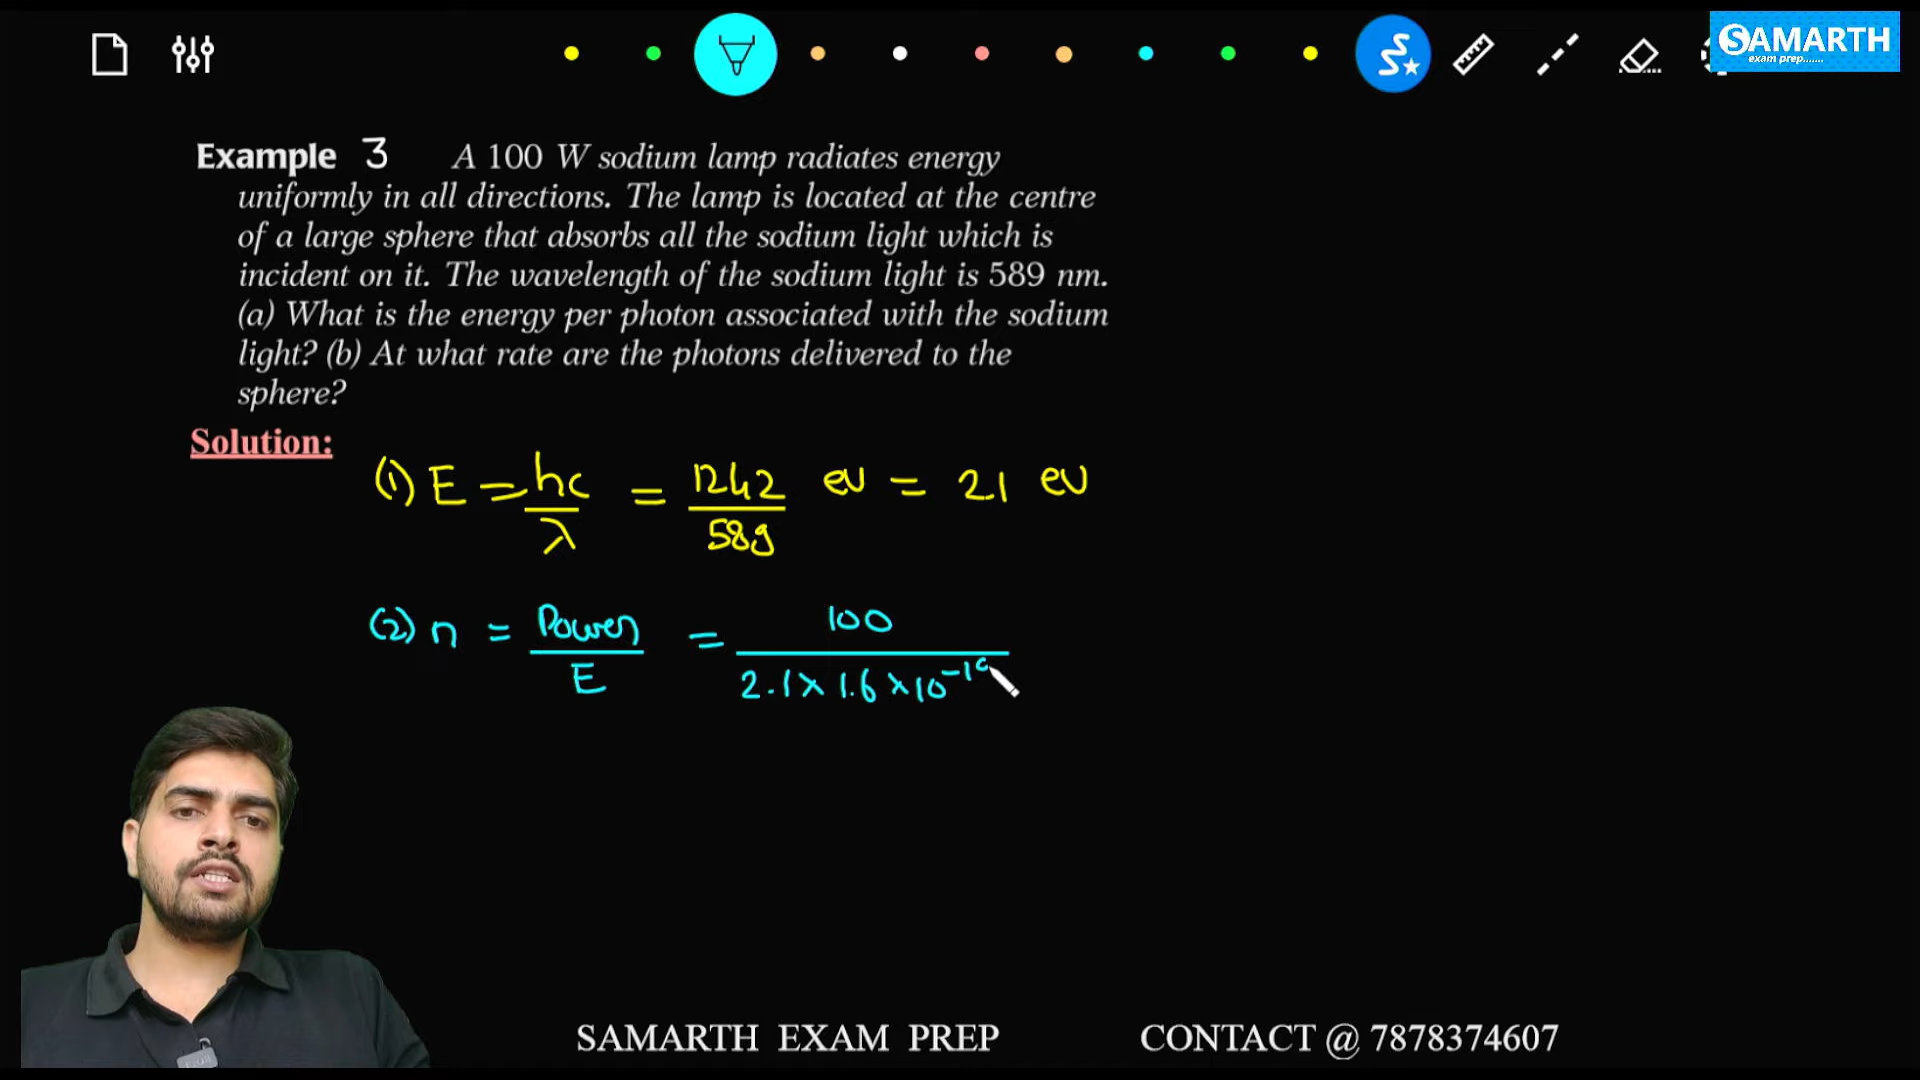 SAMARTH
exam prep......
Example 3 A 100 W sodium lamp radiates energy
uniformly in all directions. The lamp is located at the centre
of a large sphere that absorbs all the sodium light which is
incident on it. The wavelength of the sodium light is 589 nm.
(a) What is the energy per photon associated with the sodium
light? (b) At what rate are the photons delivered to the
sphere?
Solution:
(1) E = hc/λ = 1242/589 ev = 2.1 ev
(2) n = Power/E = 100/2.1 × 1.6 × 10⁻¹⁹
SAMARTH EXAM PREP CONTACT @ 7878374607